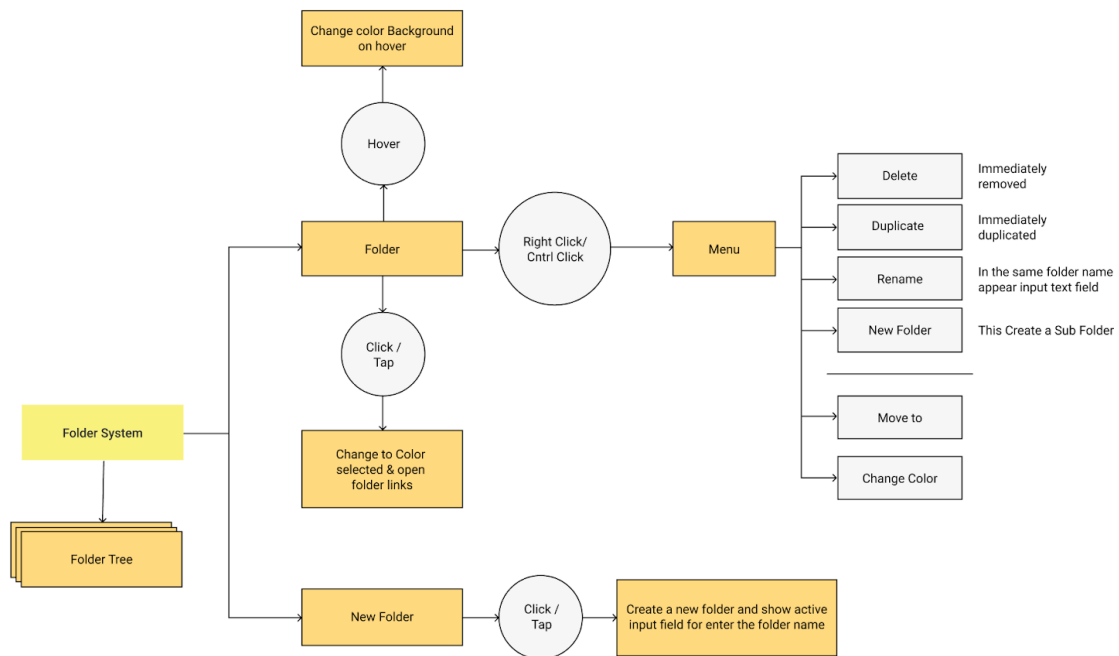 Change color Background
on hover
Hover
Folder
Right Click/
Cntrl Click
Menu
Delete
Immediately
removed
Duplicate
Immediately
duplicated
Rename
In the same folder name
appear input text field
New Folder
This Create a Sub Folder
Move to
Change Color
Click /
Tap
Change to Color
selected & open
folder links
Folder System
Folder Tree
New Folder
Click /
Tap
Create a new folder and show active
input field for enter the folder name